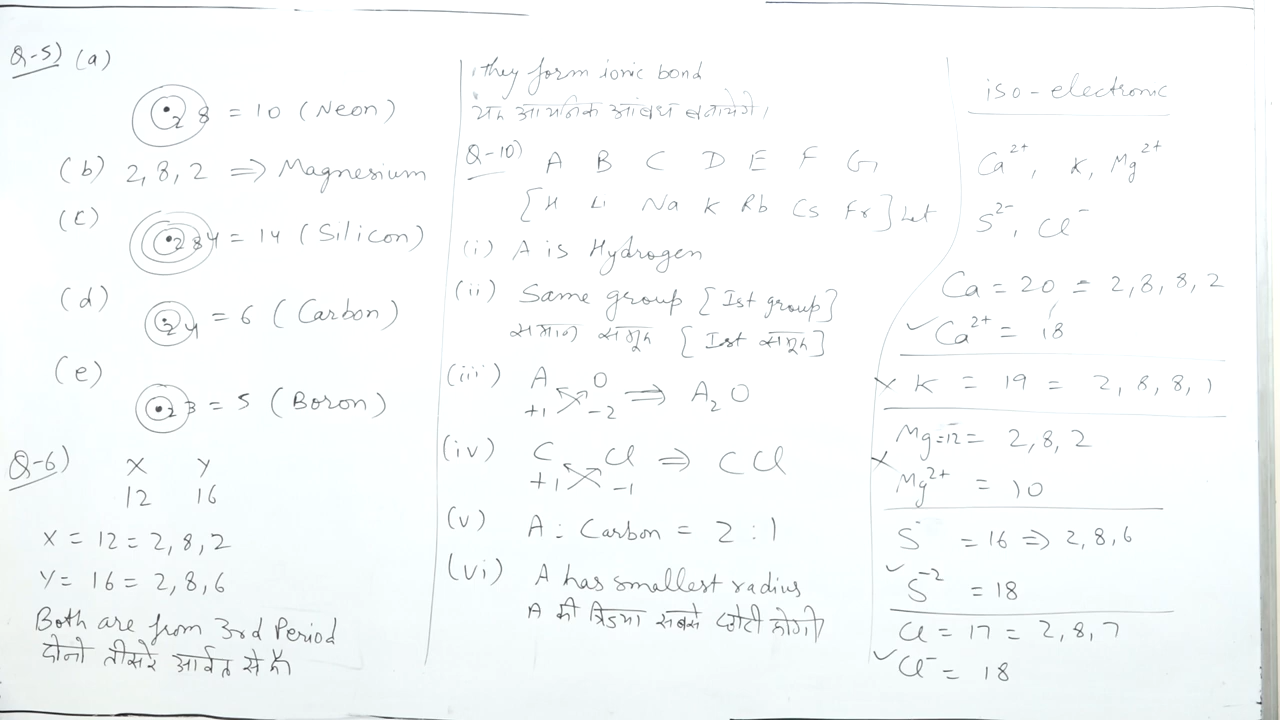 Q-5) (a)
2 8 = 10 (Neon)
(b) 2, 8, 2 => Magnesium
(c)
2 8 4 = 14 (Silicon)
(d)
2 4 = 6 (Carbon)
(e)
2 3 = 5 (Boron)
Q-6) X Y
12 16
X = 12 = 2, 8, 2
Y = 16 = 2, 8, 6
Both are from 3rd Period
दोनो तीसरे आर्वत से हैं।
, they form ionic bond
यह आयनिक आंबध बनायेगे।
Q-10) A B C D E F G,
[H Li Na K Rb Cs Fr] Let
(i) A is Hydrogen
(ii) Same group [Ist group]
समान समूह [Ist समूह]
(iii) A O
+1 -2 => A₂O
(iv) C Cl => CCl
+1 -1
(v) A : Carbon = 2 : 1
(vi) A has smallest radius
A की त्रिज्या सबसे छोटी होगी
iso-electronic
Ca²⁺, K, Mg²⁺
S²⁻, Cl⁻
Ca = 20 = 2, 8, 8, 2
✓ Ca²⁺ = 18
× K = 19 = 2, 8, 8, 1
Mg = 12 = 2, 8, 2
× Mg²⁺ = 10
S = 16 => 2, 8, 6
✓ S⁻² = 18
Cl = 17 = 2, 8, 7
✓ Cl⁻ = 18